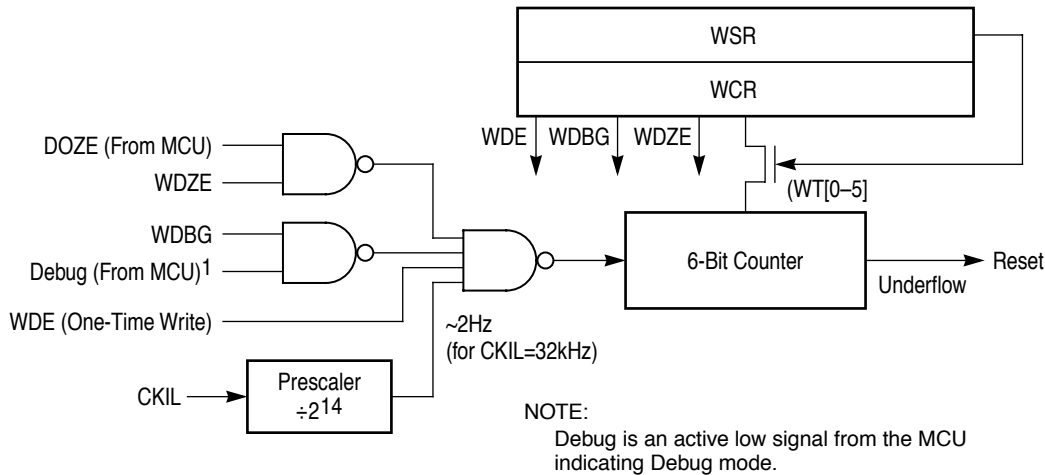 WSR
WCR
WDE WDBG WDZE
DOZE (From MCU)
WDZE
(WT[0–5]
WDBG
Debug (From MCU)1
6-Bit Counter
Reset
Underflow
WDE (One-Time Write)
~2Hz
(for CKIL=32kHz)
CKIL
Prescaler
÷214
NOTE:
Debug is an active low signal from the MCU
indicating Debug mode.